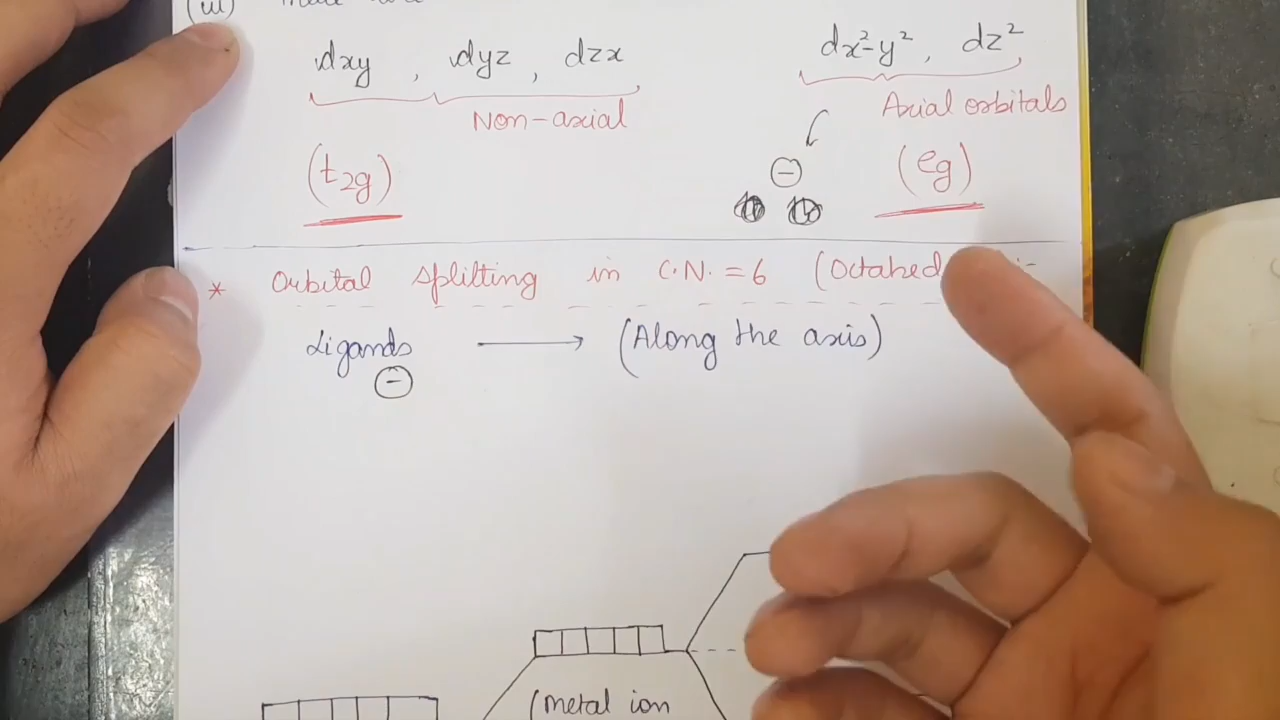 (iii)
dxy , dyz , dzx dx²-y² , dz²
Non-axial Axial orbitals
(t2g) (eg)
* Orbital splitting in C.N. = 6 (Octahed
Ligands ⟶ (Along the axis)
(metal ion